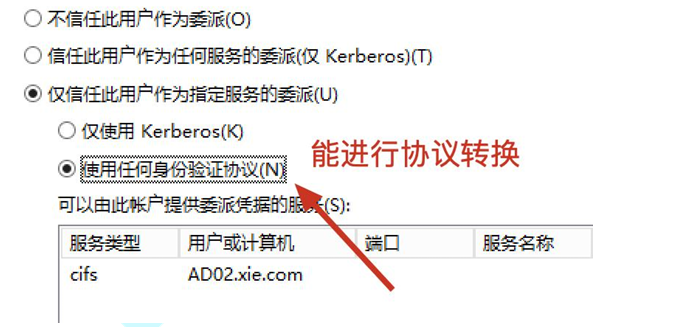 不信任此用户作为委派(O)
信任此用户作为任何服务的委派(仅 Kerberos)(T)
仅信任此用户作为指定服务的委派(U)
仅使用 Kerberos(K)
使用任何身份验证协议(N)
能进行协议转换
可以由此帐户提供委派凭据的服务(S):
服务类型 用户或计算机 端口 服务名称
cifs AD02.xie.com